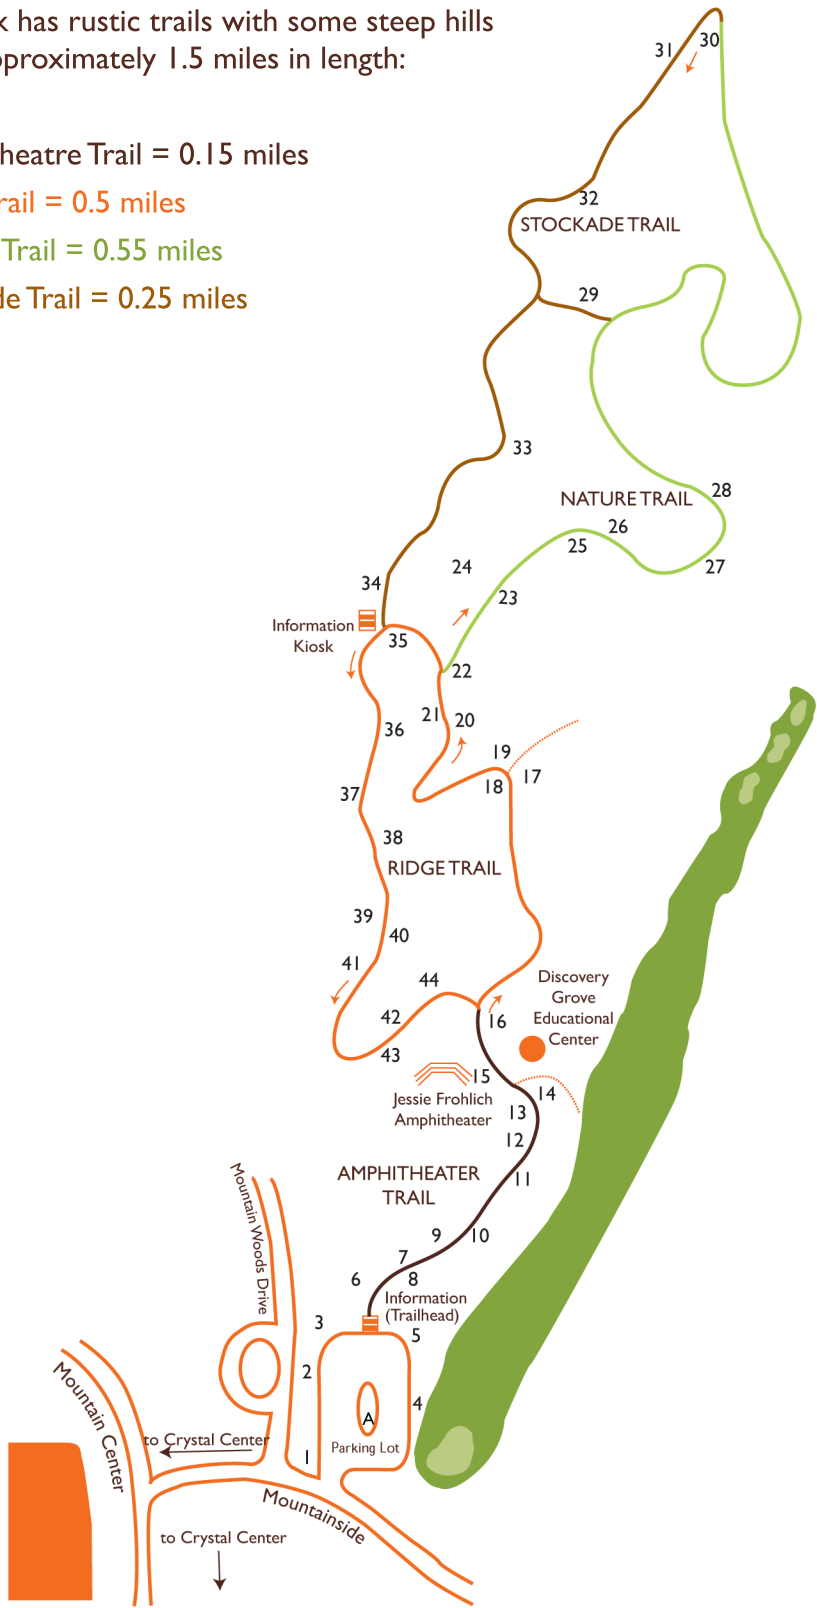 k has rustic trails with some steep hills
pproximately 1.5 miles in length:
heatre Trail = 0.15 miles
rail = 0.5 miles
Trail = 0.55 miles
de Trail = 0.25 miles
30
31
32
STOCKADE TRAIL
29
33
28
NATURE TRAIL
26
25
27
24
34
23
Information
Kiosk
35
22
21
20
36
19
17
18
37
38
RIDGE TRAIL
39
40
41
44
Discovery
Grove
Educational
Center
42
16
43
15
14
Jessie Frohlich
Amphitheater
13
12
11
AMPHITHEATER
TRAIL
9
10
7
6
8
Information
(Trailhead)
Mountain Woods Drive
3
5
2
4
A
Parking Lot
1
Mountain Center
to Crystal Center
Mountainside
to Crystal Center